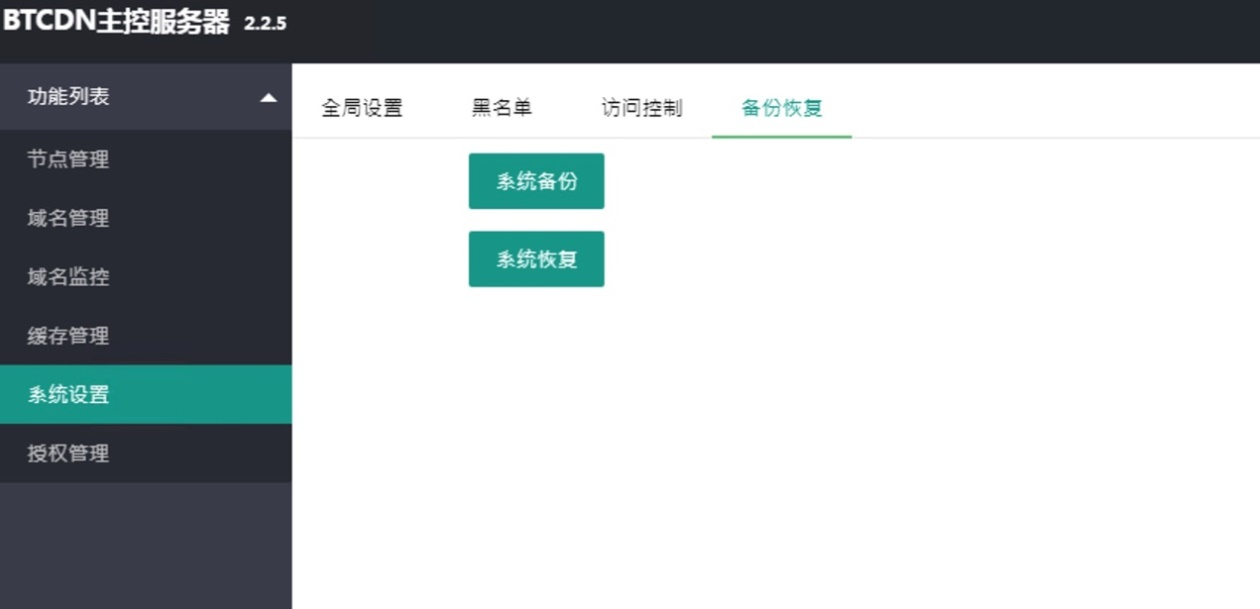 BTCDN主控服务器 2.2.5
功能列表
节点管理
域名管理
域名监控
缓存管理
系统设置
授权管理
全局设置 黑名单 访问控制 备份恢复
系统备份
系统恢复